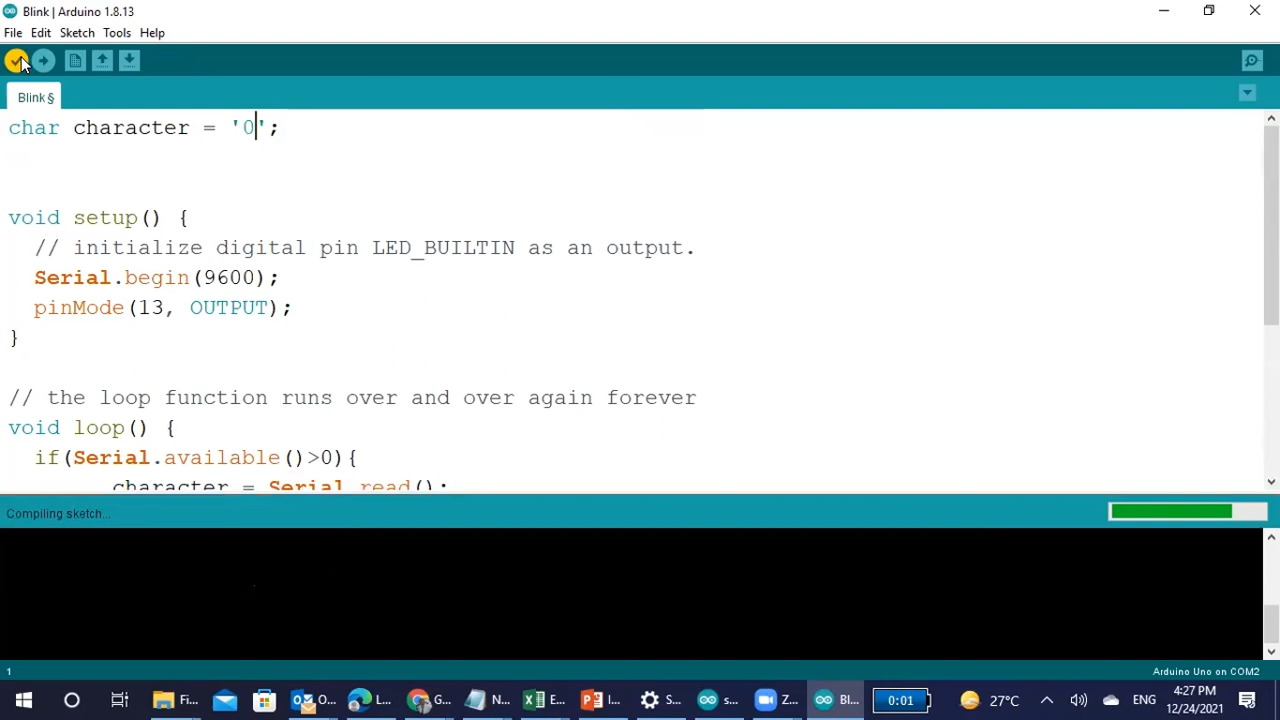 Blink | Arduino 1.8.13
File Edit Sketch Tools Help
Blink §
char character = '0';
void setup() {
// initialize digital pin LED_BUILTIN as an output.
Serial.begin(9600);
pinMode(13, OUTPUT);
}
// the loop function runs over and over again forever
void loop() {
if(Serial.available()>0){
character = Serial.read();
Compiling sketch...
1 Arduino Uno on COM2
Fi... O... L... G... N... E... I... S... s... Z... Bl... 0:01 27°C ENG 4:27 PM
12/24/2021